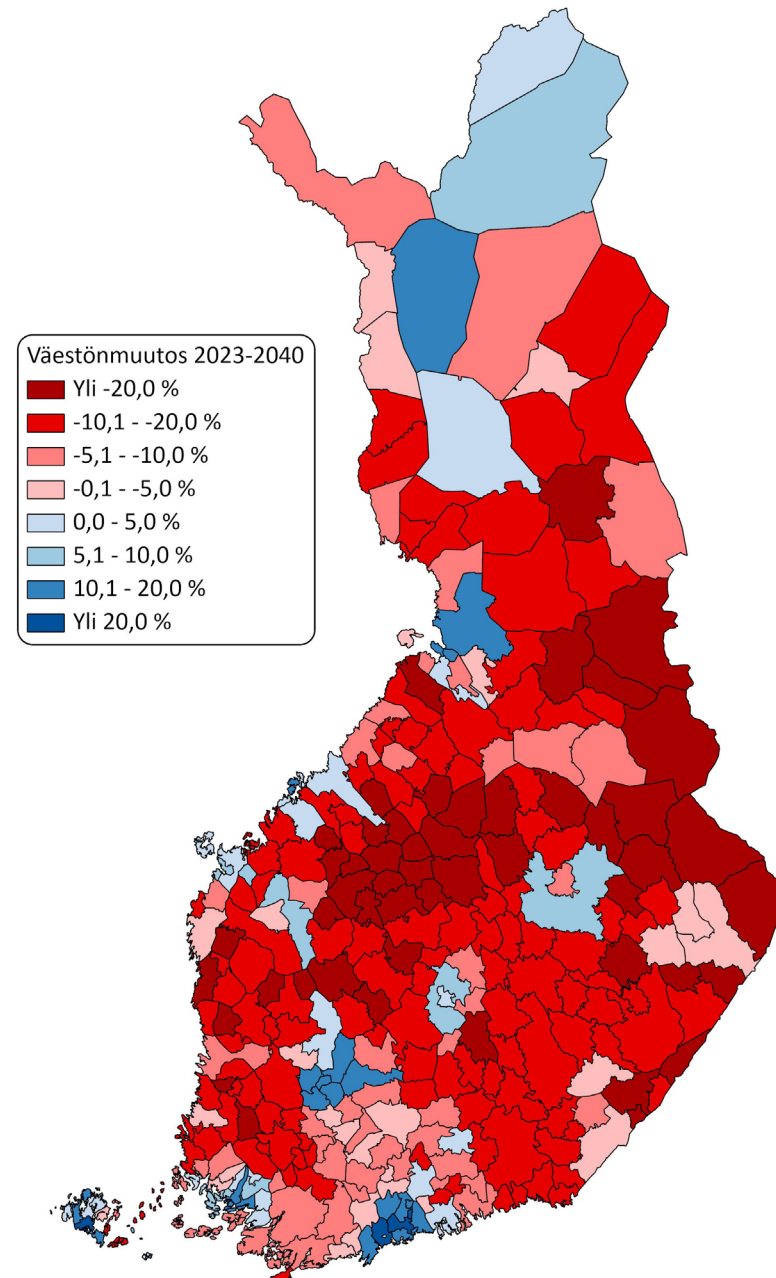 Väestönmuutos 2023-2040
Yli -20,0 %
-10,1 - -20,0 %
-5,1 - -10,0 %
-0,1 - -5,0 %
0,0 - 5,0 %
5,1 - 10,0 %
10,1 - 20,0 %
Yli 20,0 %